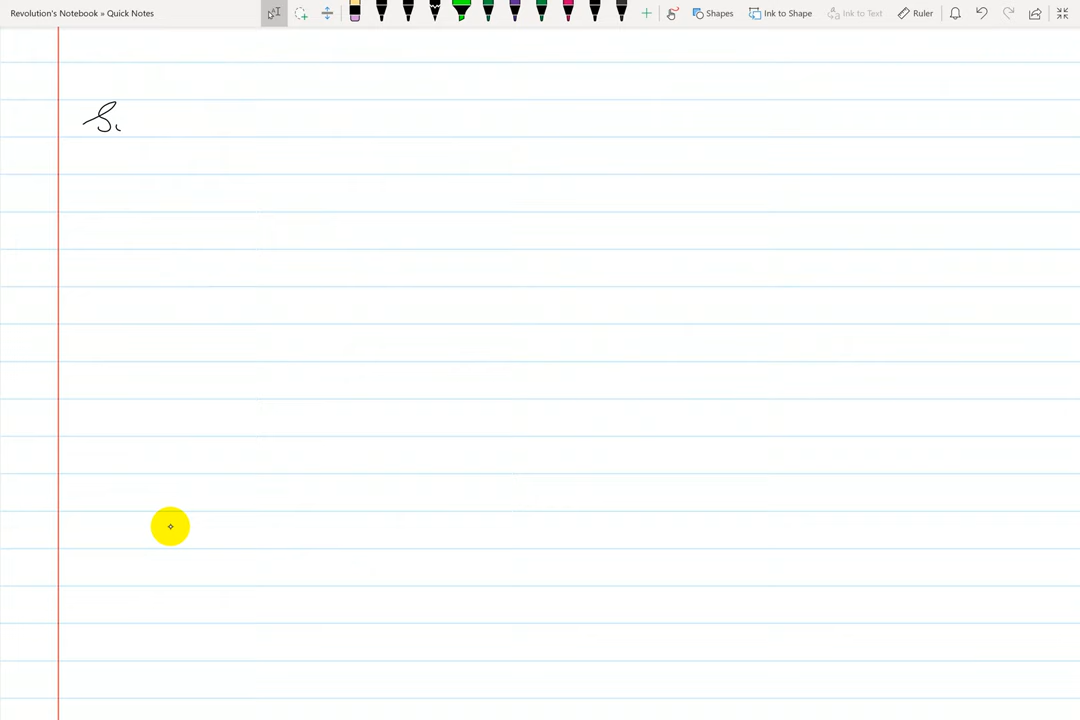 Revolution's Notebook » Quick Notes
Shapes
Ink to Shape
Ink to Text
Ruler
S